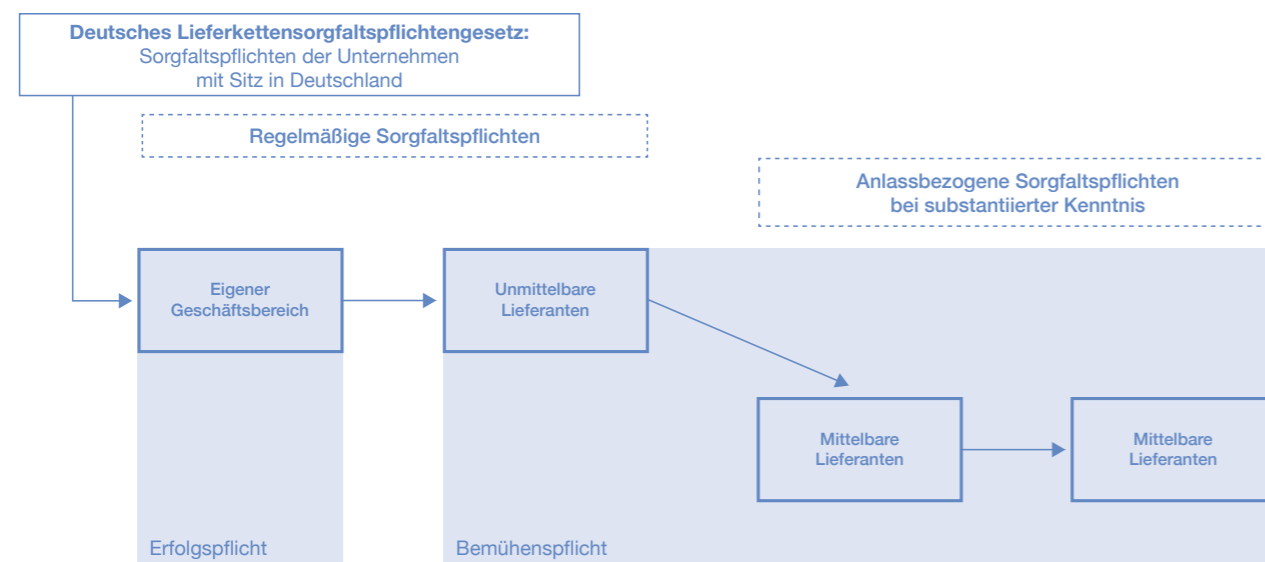 Deutsches Lieferkettensorgfaltspflichtengesetz:
Sorgfaltspflichten der Unternehmen
mit Sitz in Deutschland
Regelmäßige Sorgfaltspflichten
Anlassbezogene Sorgfaltspflichten
bei substantiierter Kenntnis
Eigener
Geschäftsbereich
Unmittelbare
Lieferanten
Mittelbare
Lieferanten
Mittelbare
Lieferanten
Erfolgspflicht
Bemühenspflicht